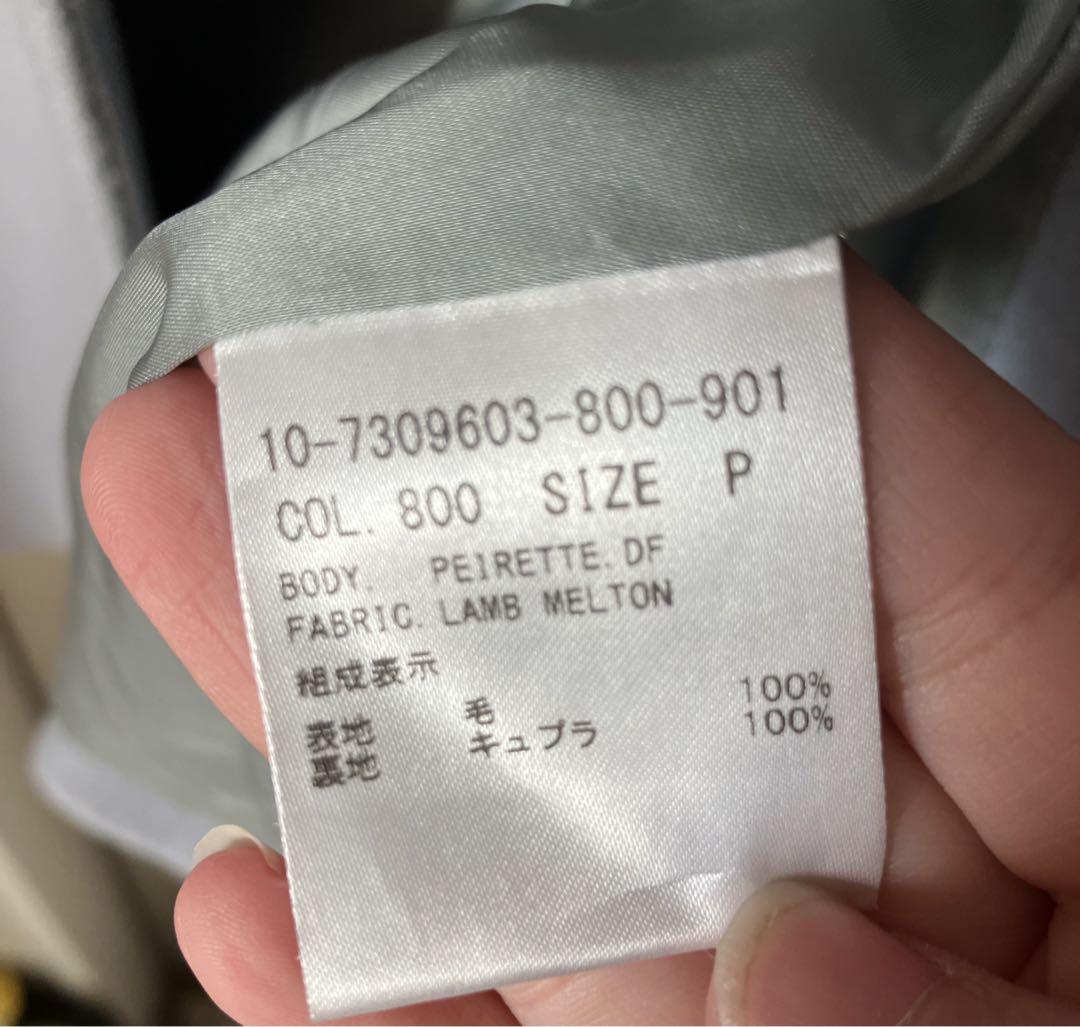 10-7309603-800-901
COL. 800 SIZE P
BODY. PEIRETTE. DF
FABRIC. LAMB MELTON
組成表示
表地 毛 100%
裏地 キュプラ 100%